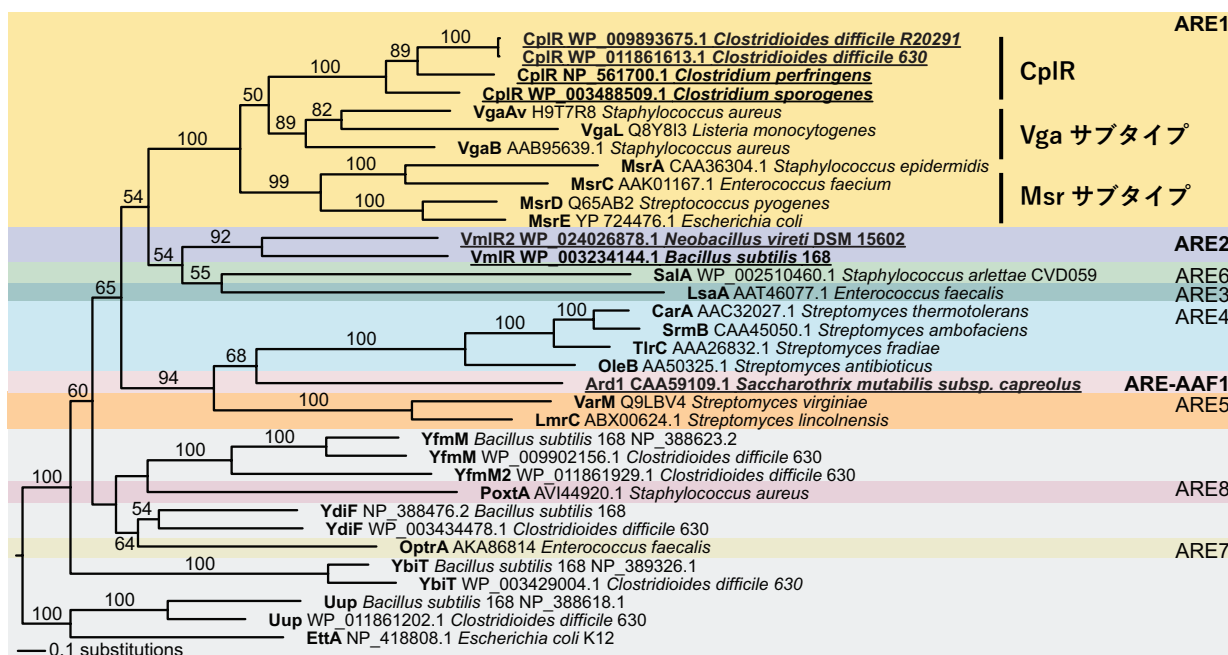 ARE1
100
CplR WP_009893675.1 Clostridioides difficile R20291
89
CplR WP_011861613.1 Clostridioides difficile 630
CplR
100
CplR NP_561700.1 Clostridium perfringens
50
CplR WP_003488509.1 Clostridium sporogenes
82
VgaAv H9T7R8 Staphylococcus aureus
89
VgaL Q8Y8I3 Listeria monocytogenes
Vga サブタイプ
100
VgaB AAB95639.1 Staphylococcus aureus
MsrA CAA36304.1 Staphylococcus epidermidis
99
MsrC AAK01167.1 Enterococcus faecium
Msr サブタイプ
54
MsrD Q65AB2 Streptococcus pyogenes
100
MsrE YP_724476.1 Escherichia coli
92
VmlR2 WP_024026878.1 Neobacillus vireti DSM 15602
ARE2
54
VmlR WP_003234144.1 Bacillus subtilis 168
55
SalA WP_002510460.1 Staphylococcus arlettae CVD059
ARE6
65
LsaA AAT46077.1 Enterococcus faecalis
ARE3
100
CarA AAC32027.1 Streptomyces thermotolerans
ARE4
100
SrmB CAA45050.1 Streptomyces ambofaciens
TlrC AAA26832.1 Streptomyces fradiae
68
OleB AA50325.1 Streptomyces antibioticus
94
Ard1 CAA59109.1 Saccharothrix mutabilis subsp. capreolus
ARE-AAF1
60
100
VarM Q9LBV4 Streptomyces virginiae
ARE5
LmrC ABX00624.1 Streptomyces lincolnensis
100
YfmM Bacillus subtilis 168 NP_388623.2
100
YfmM WP_009902156.1 Clostridioides difficile 630
YfmM2 WP_011861929.1 Clostridioides difficile 630
100
PoxtA AVI44920.1 Staphylococcus aureus
ARE8
54
YdiF NP_388476.2 Bacillus subtilis 168
YdiF WP_003434478.1 Clostridioides difficile 630
64
OptrA AKA86814 Enterococcus faecalis
ARE7
100
YbiT Bacillus subtilis 168 NP_389326.1
YbiT WP_003429004.1 Clostridioides difficile 630
100
Uup Bacillus subtilis 168 NP_388618.1
100
Uup WP_011861202.1 Clostridioides difficile 630
EttA NP_418808.1 Escherichia coli K12
0.1 substitutions